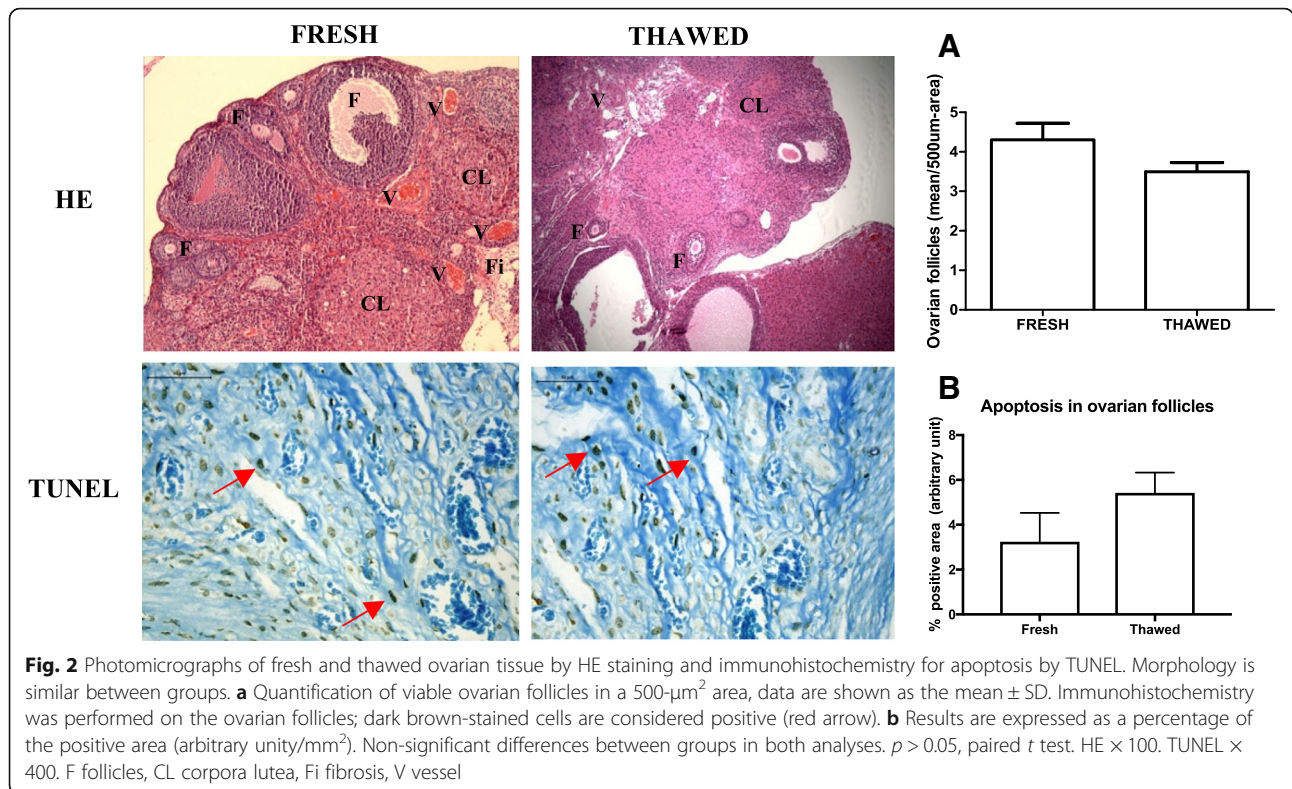 FRESH
THAWED
HE
F
F
V
CL
V
V
F
Fi
V
CL
V
CL
F
F
TUNEL
A
Ovarian follicles (mean/500um-area)
5
4
3
2
1
0
FRESH
THAWED
B
Apoptosis in ovarian follicles
% positive area (arbitrary unit)
8
6
4
2
0
Fresh
Thawed
Fig. 2 Photomicrographs of fresh and thawed ovarian tissue by HE staining and immunohistochemistry for apoptosis by TUNEL. Morphology is
similar between groups. a Quantification of viable ovarian follicles in a 500-μm² area, data are shown as the mean ± SD. Immunohistochemistry
was performed on the ovarian follicles; dark brown-stained cells are considered positive (red arrow). b Results are expressed as a percentage of
the positive area (arbitrary unity/mm²). Non-significant differences between groups in both analyses. p > 0.05, paired t test. HE × 100. TUNEL ×
400. F follicles, CL corpora lutea, Fi fibrosis, V vessel